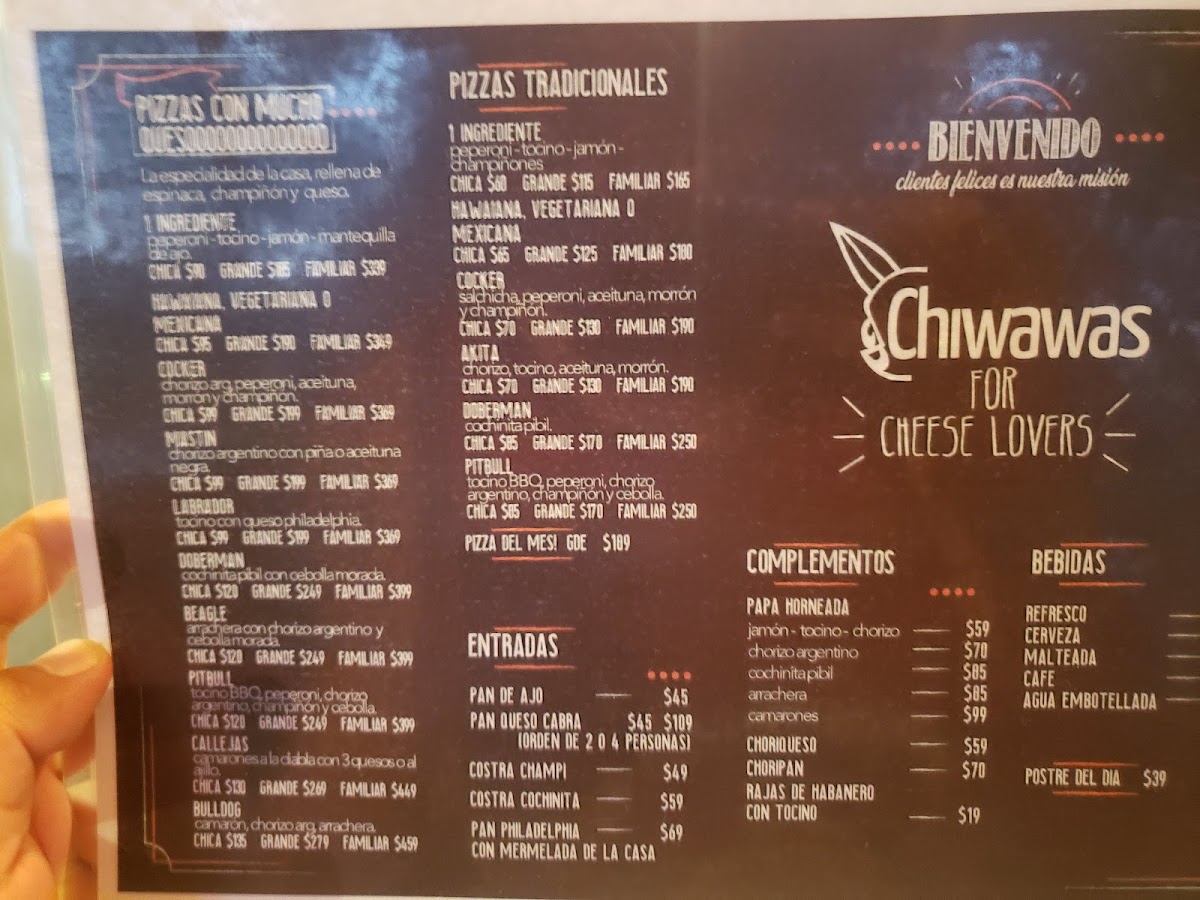 PIZZAS CON MUCHO
QUESOOOOOOOOOOOOOO
La especialidad de la casa, rellena de
espinaca, champiñon y queso.
1 INGREDIENTE
peperoni - tocino - jamón - mantequilla
de ajo.
CHICA $90 GRANDE $185 FAMILIAR $339
HAWAIANA, VEGETARIANA O
MEXICANA
CHICA $95 GRANDE $190 FAMILIAR $349
COCKER
chorizo arg, peperoni, aceituna,
morrón y champiñon.
CHICA $99 GRANDE $199 FAMILIAR $369
MASTIN
chorizo argentino con piña o aceituna
negra.
CHICA $99 GRANDE $199 FAMILIAR $369
LABRADOR
tocino con queso philadelphia.
CHICA $99 GRANDE $199 FAMILIAR $369
DOBERMAN
cochinita pibil con cebolla morada.
CHICA $120 GRANDE $249 FAMILIAR $399
BEAGLE
arrachera con chorizo argentino y
cebolla morada.
CHICA $120 GRANDE $249 FAMILIAR $399
PITBULL
tocino BBQ, peperoni, chorizo
argentino, champiñon y cebolla.
CHICA $120 GRANDE $249 FAMILIAR $399
CALLEJAS
camarones a la diabla con 3 quesos o al
ajillo.
CHICA $130 GRANDE $269 FAMILIAR $449
BULLDOG
camarón, chorizo arg, arrachera.
CHICA $135 GRANDE $279 FAMILIAR $459
PIZZAS TRADICIONALES
1 INGREDIENTE
peperoni - tocino - jamón -
champiñones
CHICA $60 GRANDE $115 FAMILIAR $165
HAWAIANA, VEGETARIANA O
MEXICANA
CHICA $65 GRANDE $125 FAMILIAR $180
COCKER
salchicha, peperoni, aceituna, morrón
y champiñon.
CHICA $70 GRANDE $130 FAMILIAR $190
AKITA
chorizo, tocino, aceituna, morrón.
CHICA $70 GRANDE $130 FAMILIAR $190
DOBERMAN
cochinita pibil.
CHICA $85 GRANDE $170 FAMILIAR $250
PITBULL
tocino BBQ, peperoni, chorizo
argentino, champiñon y cebolla.
CHICA $85 GRANDE $170 FAMILIAR $250
PIZZA DEL MES! GDE $189
ENTRADAS
PAN DE AJO $45
PAN QUESO CABRA $45 $109
(ORDEN DE 2 O 4 PERSONAS)
COSTRA CHAMPI $49
COSTRA COCHINITA $59
PAN PHILADELPHIA $69
CON MERMELADA DE LA CASA
BIENVENIDO
clientes felices es nuestra misión
Chiwawas
FOR
CHEESE LOVERS
COMPLEMENTOS
PAPA HORNEADA
jamón - tocino - chorizo $59
chorizo argentino $70
cochinita pibil $85
arrachera $85
camarones $99
CHORIQUESO $59
CHORIPAN $70
RAJAS DE HABANERO
CON TOCINO $19
BEBIDAS
REFRESCO
CERVEZA
MALTEADA
CAFE
AGUA EMBOTELLADA
POSTRE DEL DIA $39